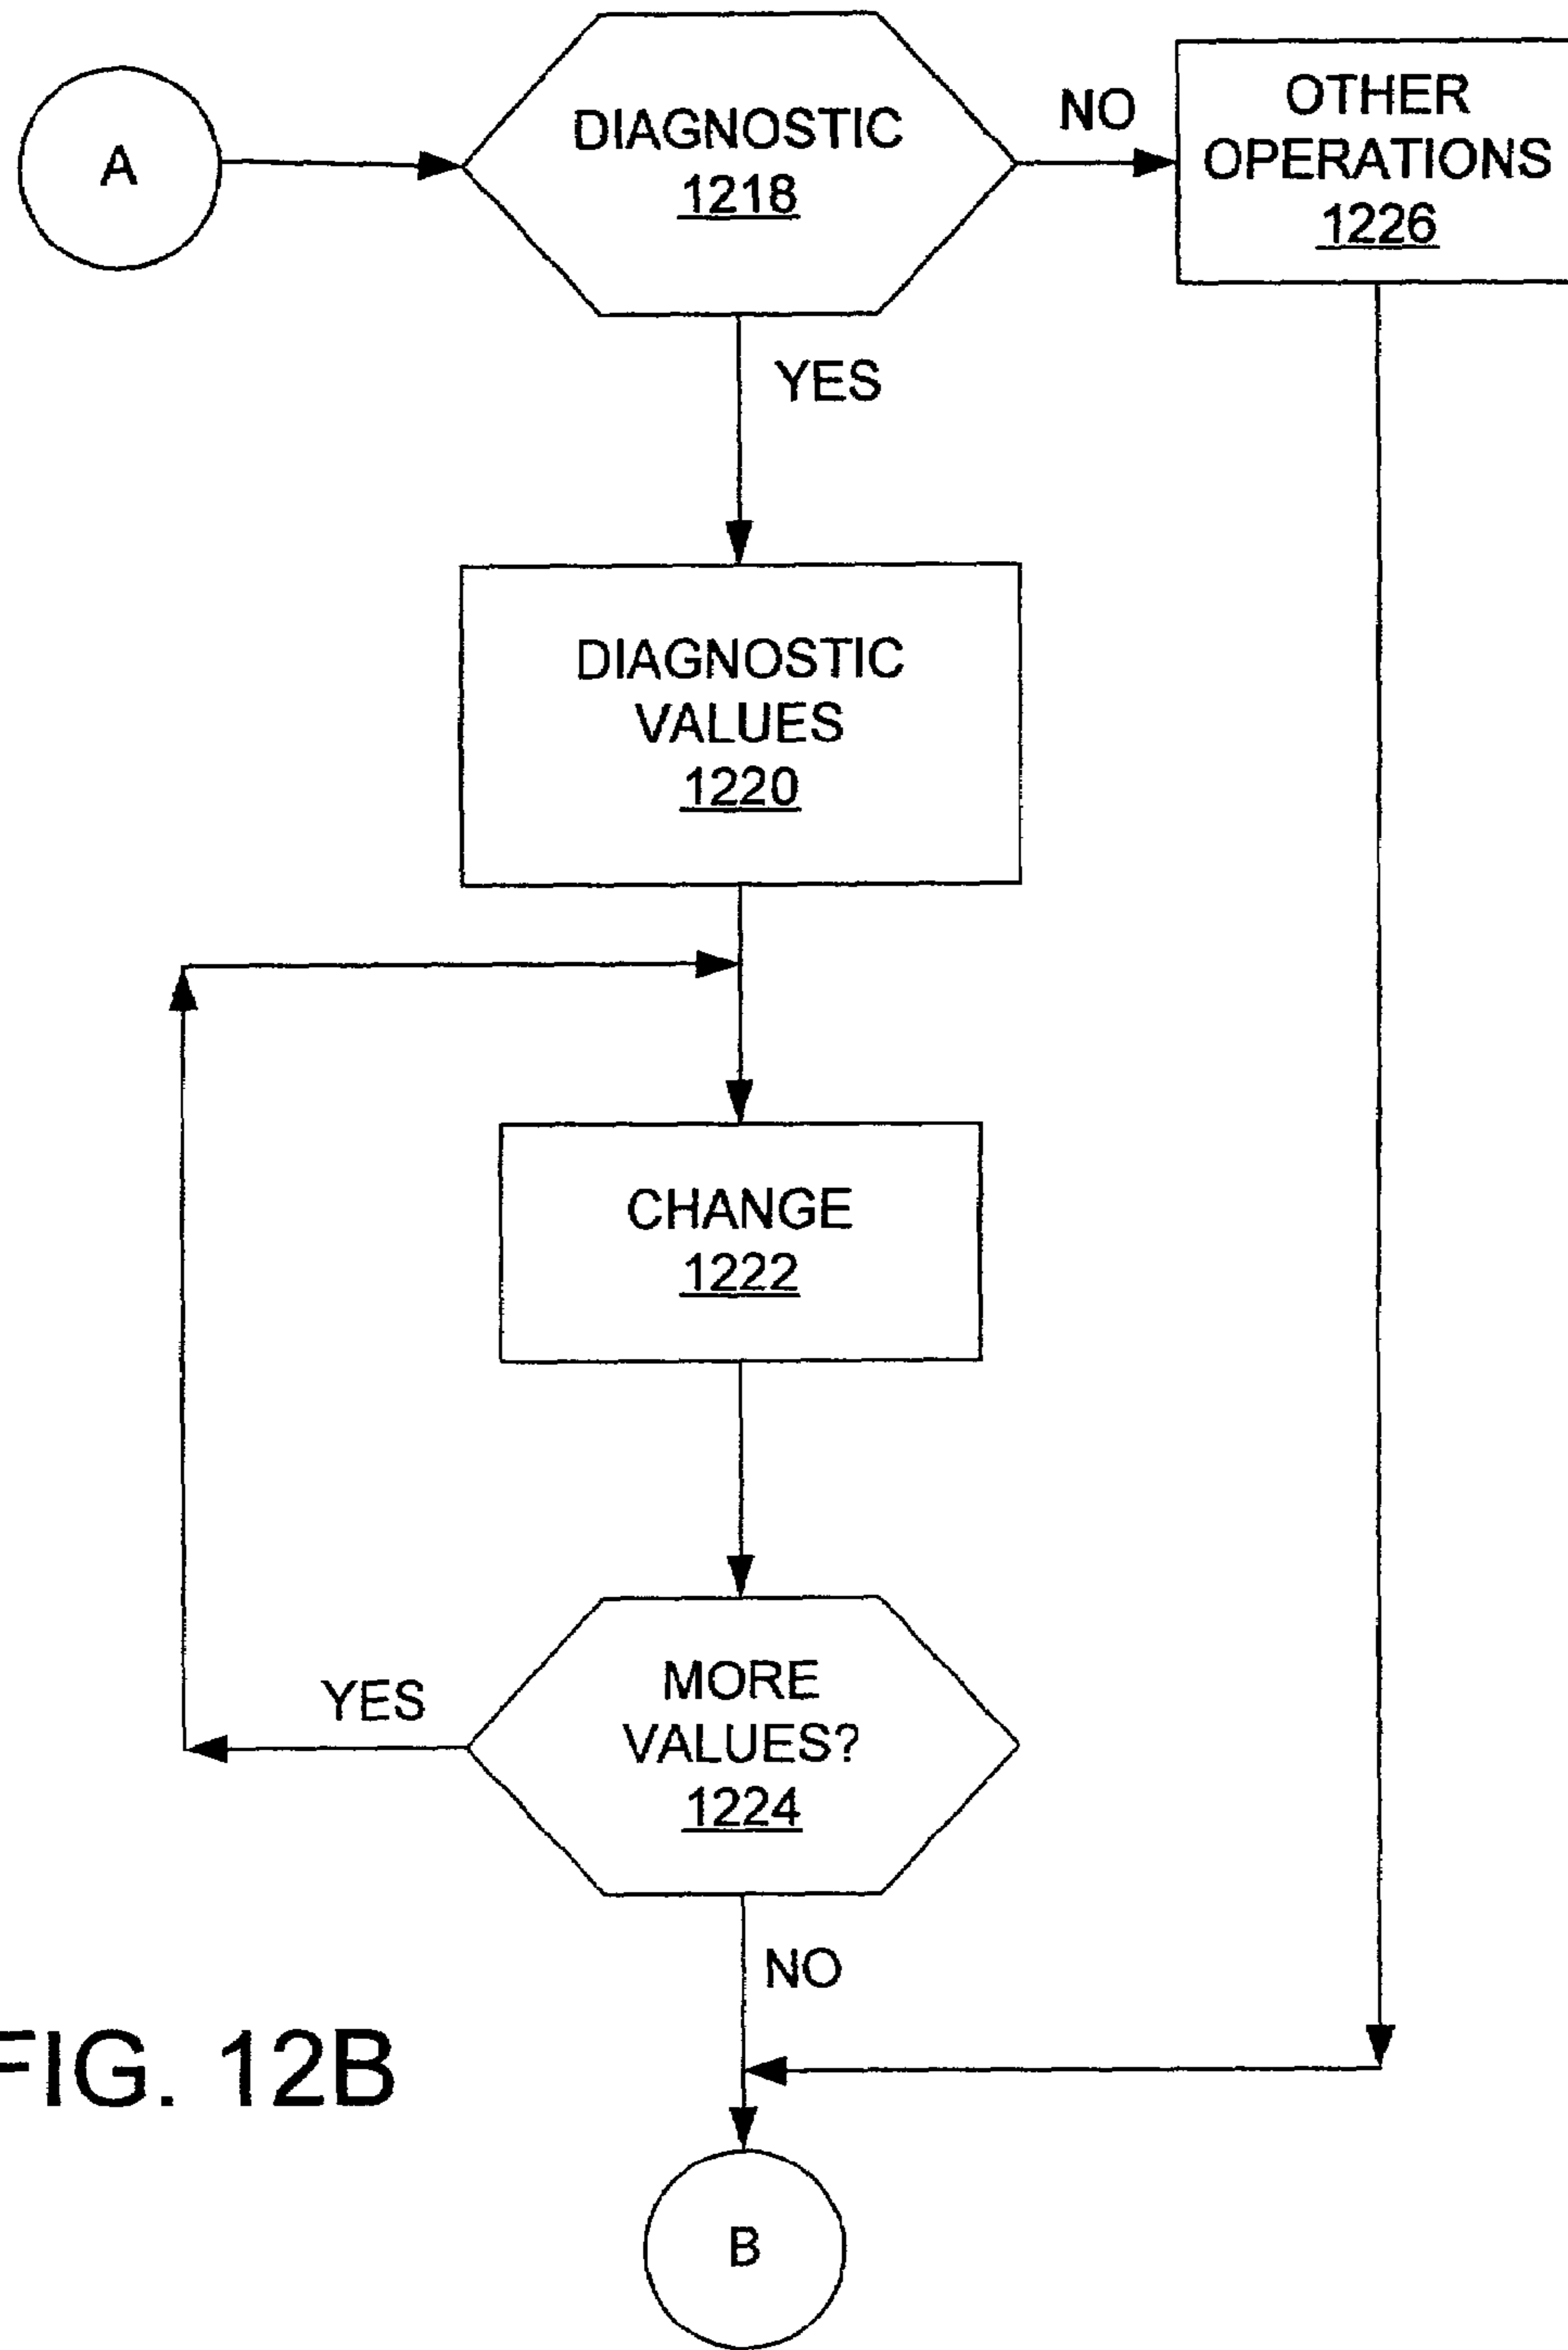 A
DIAGNOSTIC
1218
NO
OTHER
OPERATIONS
1226
YES
DIAGNOSTIC
VALUES
1220
CHANGE
1222
YES
MORE
VALUES?
1224
NO
FIG. 12B
B